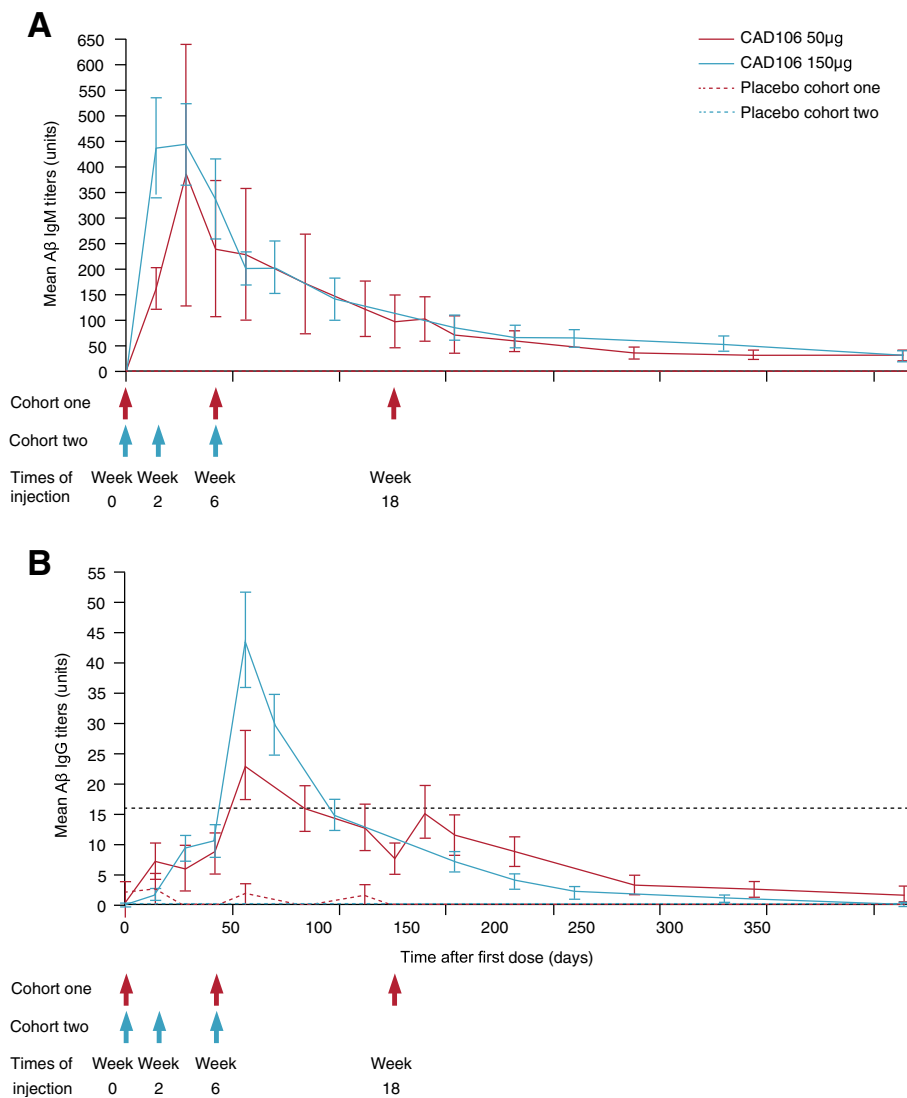 A
CAD106 50µg
CAD106 150µg
Placebo cohort one
Placebo cohort two
Mean Aβ IgM titers (units)
650
600
550
500
450
400
350
300
250
200
150
100
50
0
Cohort one
Cohort two
Times of injection
Week 0
Week 2
Week 6
Week 18
B
Mean Aβ IgG titers (units)
55
50
45
40
35
30
25
20
15
10
5
0
0 50 100 150 200 250 300 350
Time after first dose (days)
Cohort one
Cohort two
Times of injection
Week 0
Week 2
Week 6
Week 18